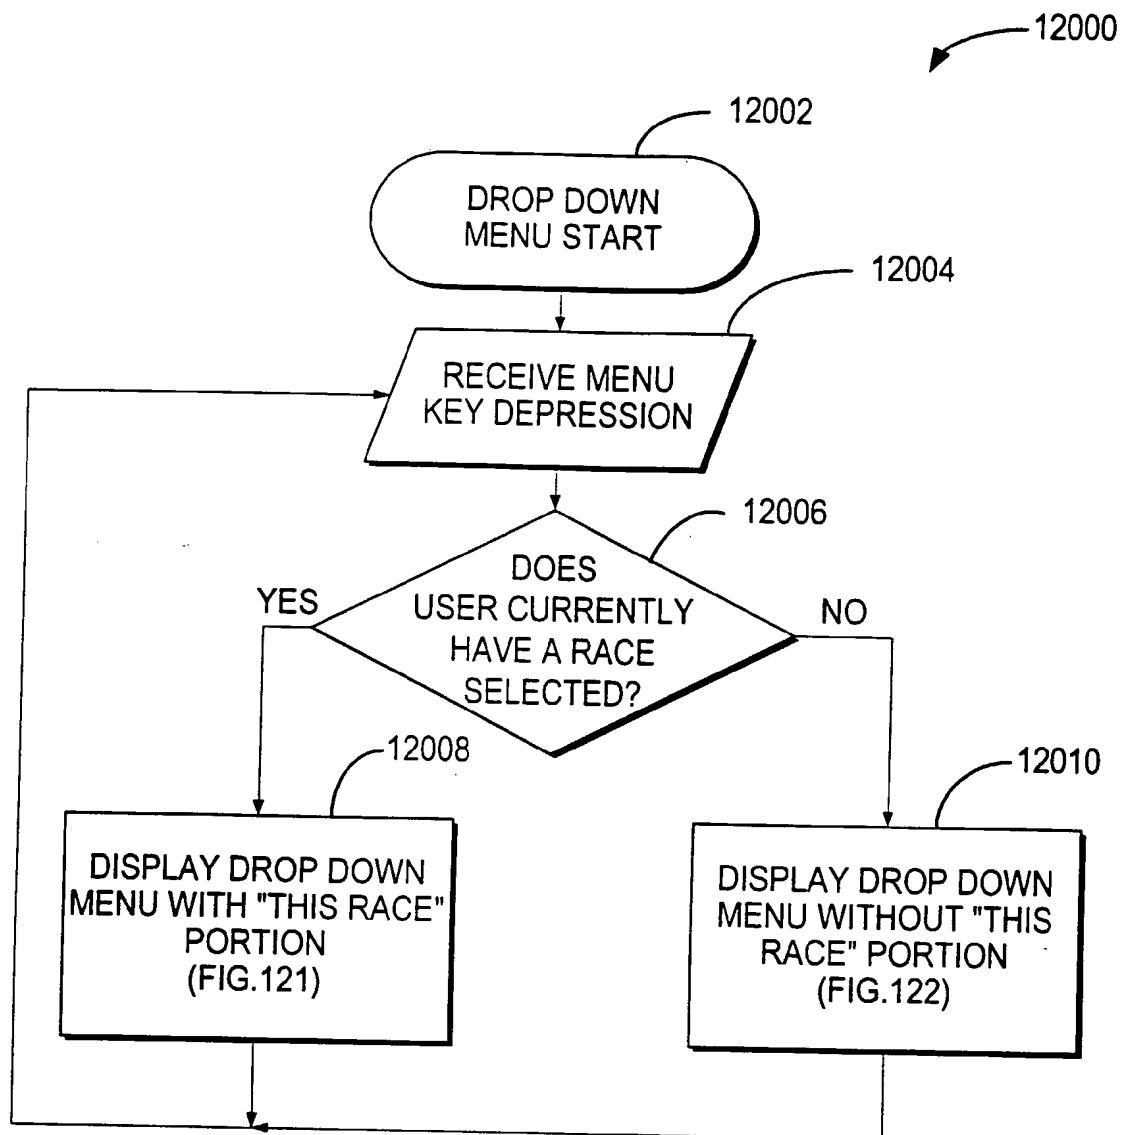 12000
12002
DROP DOWN
MENU START
12004
RECEIVE MENU
KEY DEPRESSION
12006
DOES
USER CURRENTLY
HAVE A RACE
SELECTED?
YES
NO
12008
DISPLAY DROP DOWN
MENU WITH "THIS RACE"
PORTION
(FIG.121)
12010
DISPLAY DROP DOWN
MENU WITHOUT "THIS
RACE" PORTION
(FIG.122)